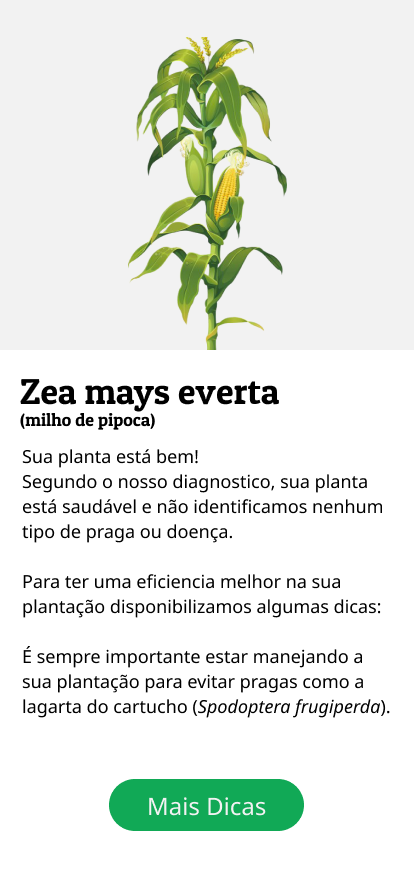 Zea mays everta
(milho de pipoca)
Sua planta está bem!
Segundo o nosso diagnostico, sua planta
está saudável e não identificamos nenhum
tipo de praga ou doença.
Para ter uma eficiencia melhor na sua
plantação disponibilizamos algumas dicas:
É sempre importante estar manejando a
sua plantação para evitar pragas como a
lagarta do cartucho (Spodoptera frugiperda).
Mais Dicas